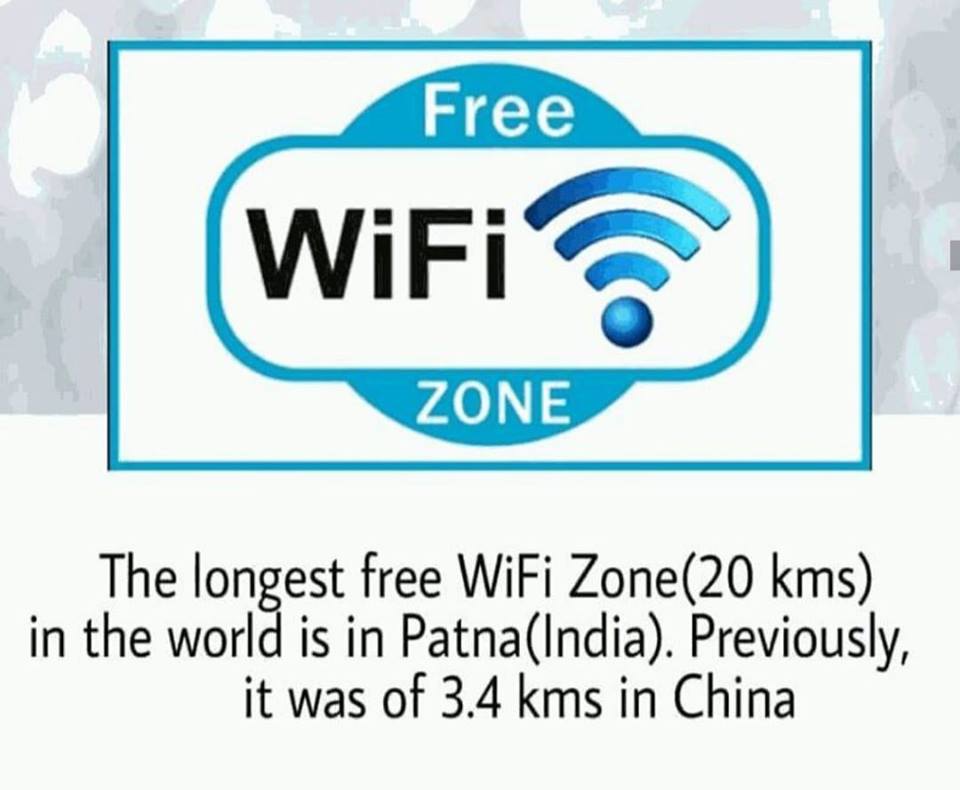 Free
WiFi
ZONE
The longest free WiFi Zone(20 kms)
in the world is in Patna(India). Previously,
it was of 3.4 kms in China